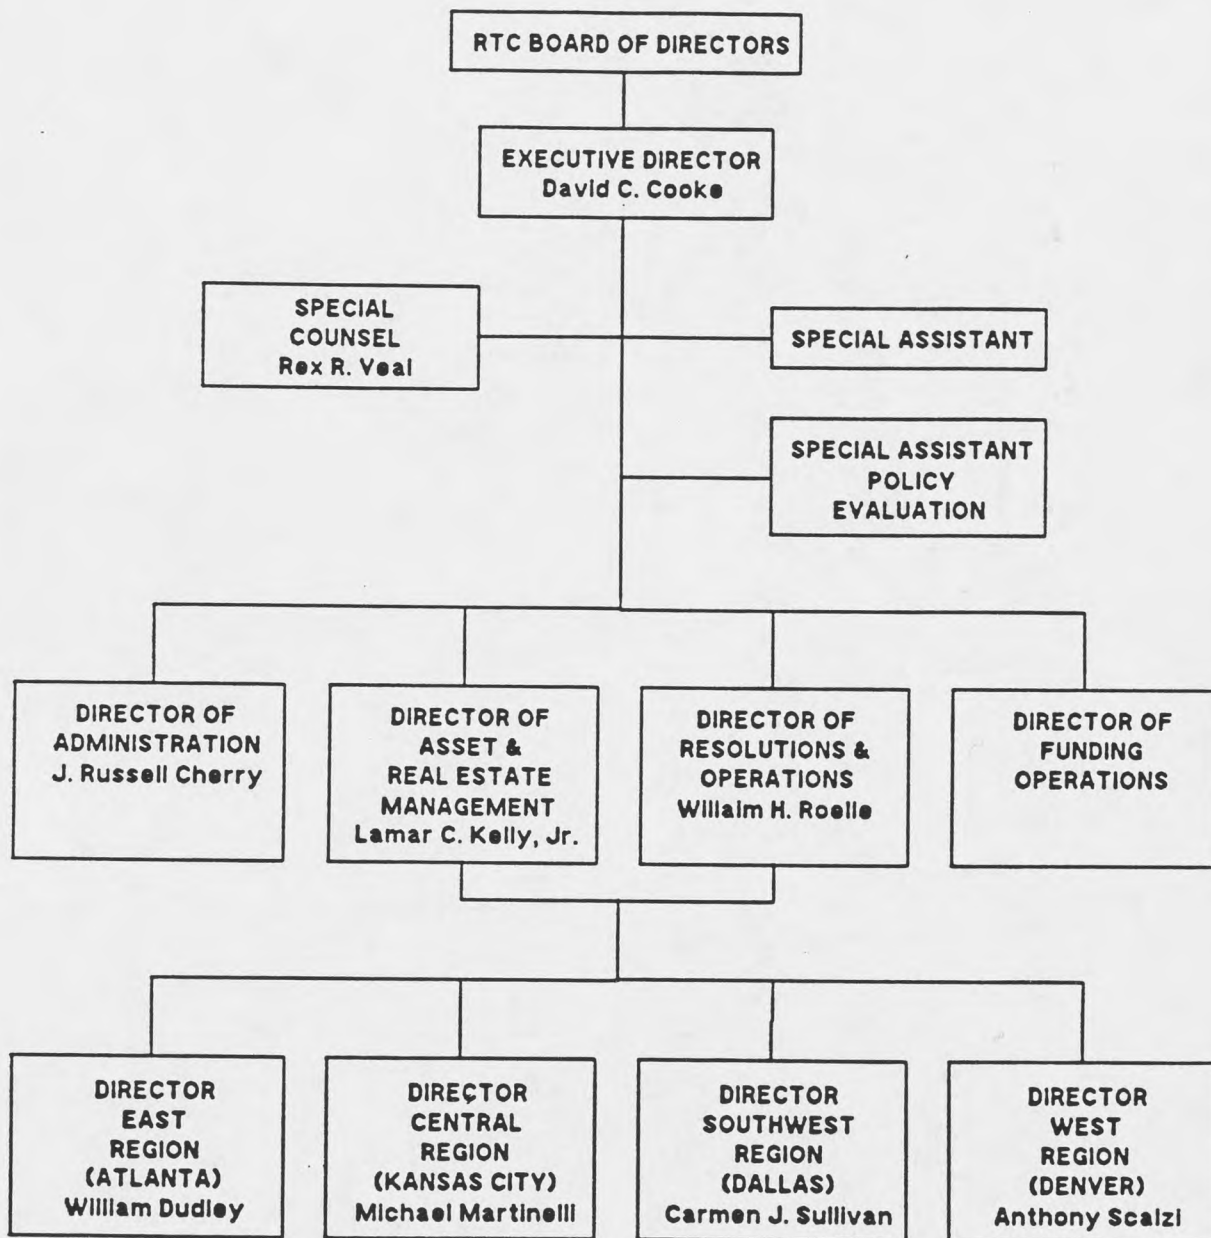 RTC BOARD OF DIRECTORS
EXECUTIVE DIRECTOR
David C. Cooke
SPECIAL
COUNSEL
Rex R. Veal
SPECIAL ASSISTANT
SPECIAL ASSISTANT
POLICY
EVALUATION
DIRECTOR OF
ADMINISTRATION
J. Russell Cherry
DIRECTOR OF
ASSET &
REAL ESTATE
MANAGEMENT
Lamar C. Kelly, Jr.
DIRECTOR OF
RESOLUTIONS &
OPERATIONS
Willaim H. Roelle
DIRECTOR OF
FUNDING
OPERATIONS
DIRECTOR
EAST
REGION
(ATLANTA)
William Dudley
DIRECTOR
CENTRAL
REGION
(KANSAS CITY)
Michael Martinelli
DIRECTOR
SOUTHWEST
REGION
(DALLAS)
Carmen J. Sullivan
DIRECTOR
WEST
REGION
(DENVER)
Anthony Scalzi